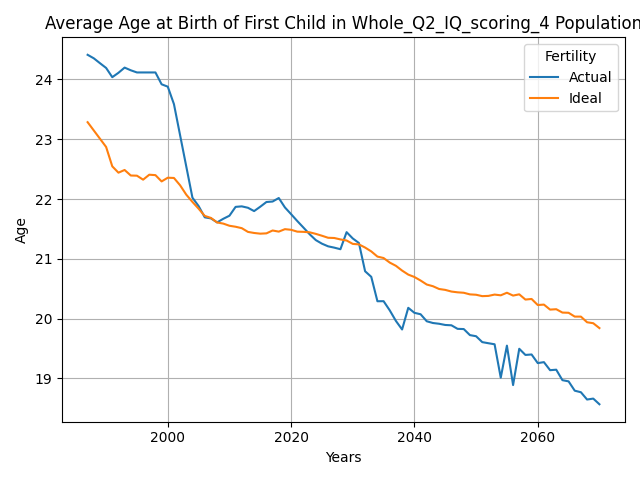 Average Age at Birth of First Child in Whole_Q2_IQ_scoring_4 Population
Fertility
Actual
Ideal
24
23
22
21
20
19
Age
2000
2020
2040
2060
Years